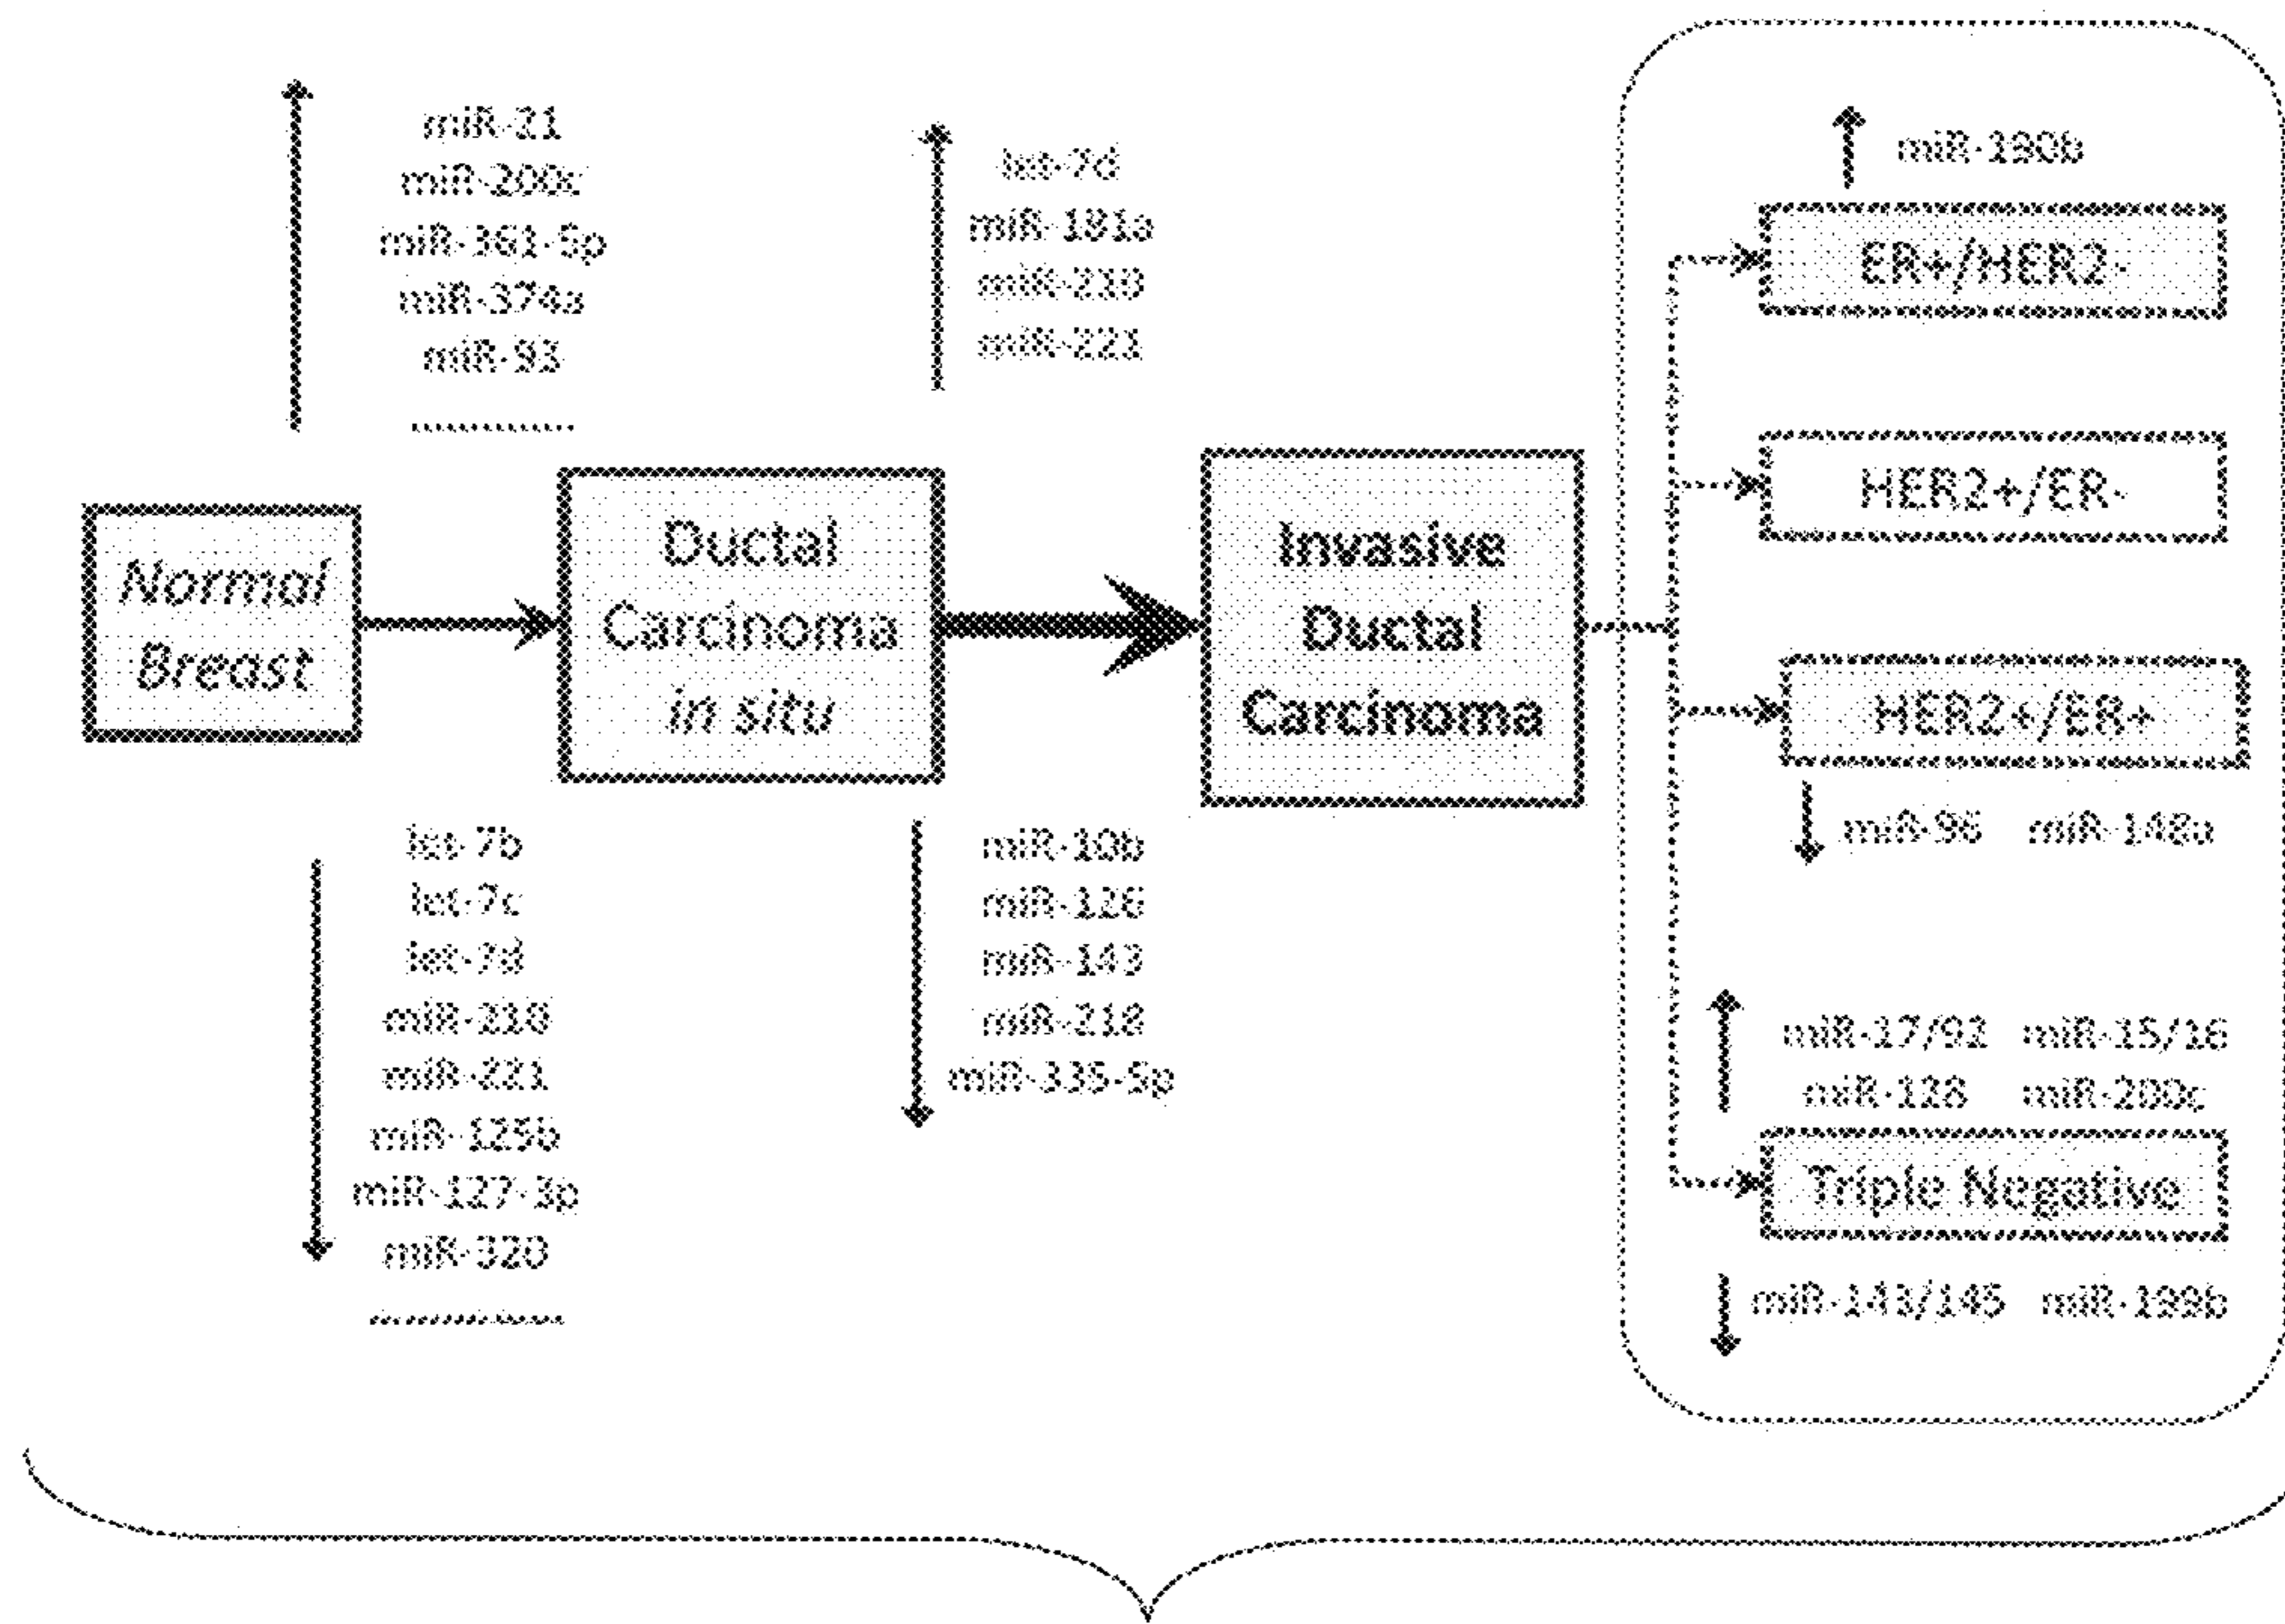 miR-21
miR-200c
miR-361-5p
miR-374a
miR-93
let-7d
miR-181a
miR-210
miR-221
miR-190b
ER+/HER2-
HER2+/ER-
HER2+/ER+
miR-96 miR-148a
miR-17/92 miR-15/16
miR-128 miR-200c
Triple Negative
miR-143/145 miR-199b
Normal
Breast
Ductal
Carcinoma
in situ
Invasive
Ductal
Carcinoma
let-7b
let-7c
let-7d
miR-210
miR-221
miR-125b
miR-127-3p
miR-320
miR-10b
miR-126
miR-143
miR-218
miR-335-5p